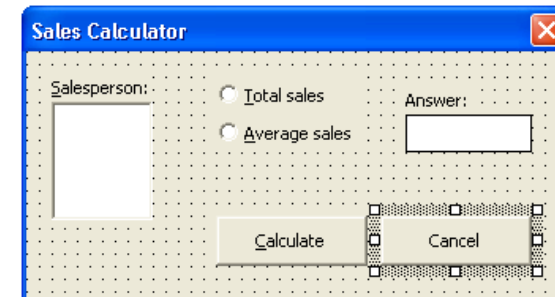 Sales Calculator
Salesperson:
Total sales
Average sales
Answer:
Calculate
Cancel